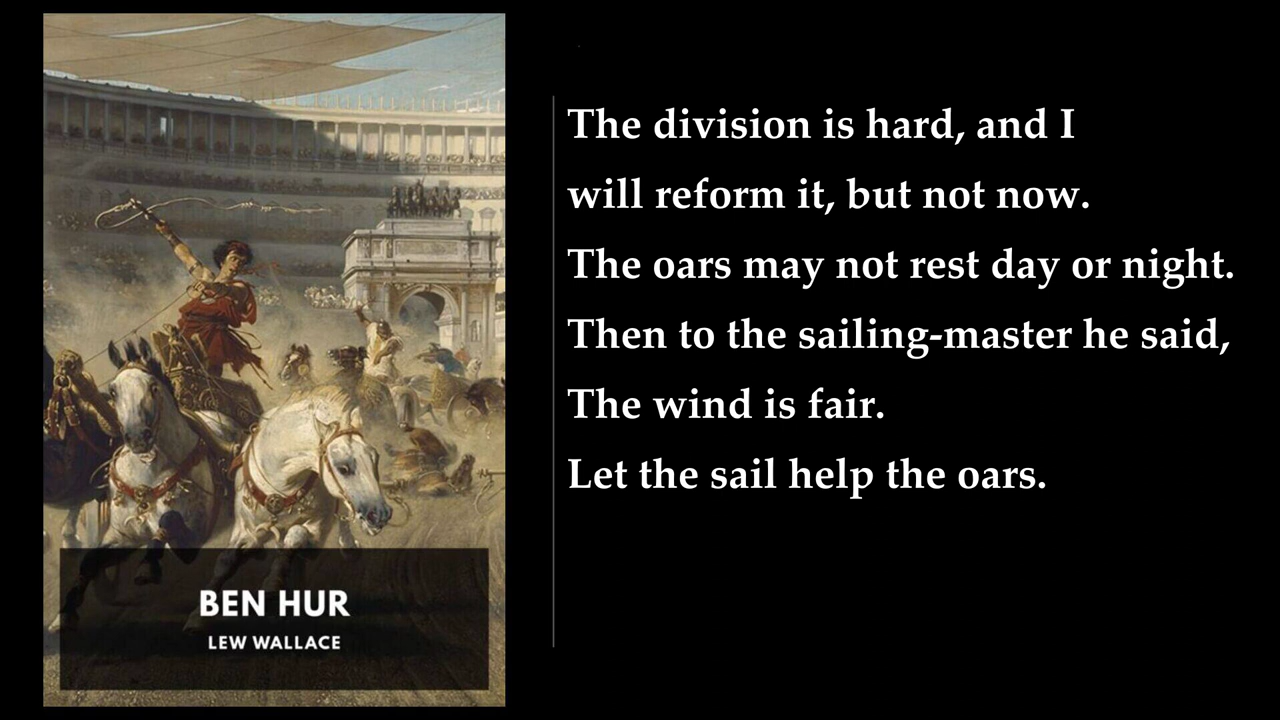 BEN HUR
LEW WALLACE
The division is hard, and I
will reform it, but not now.
The oars may not rest day or night.
Then to the sailing-master he said,
The wind is fair.
Let the sail help the oars.